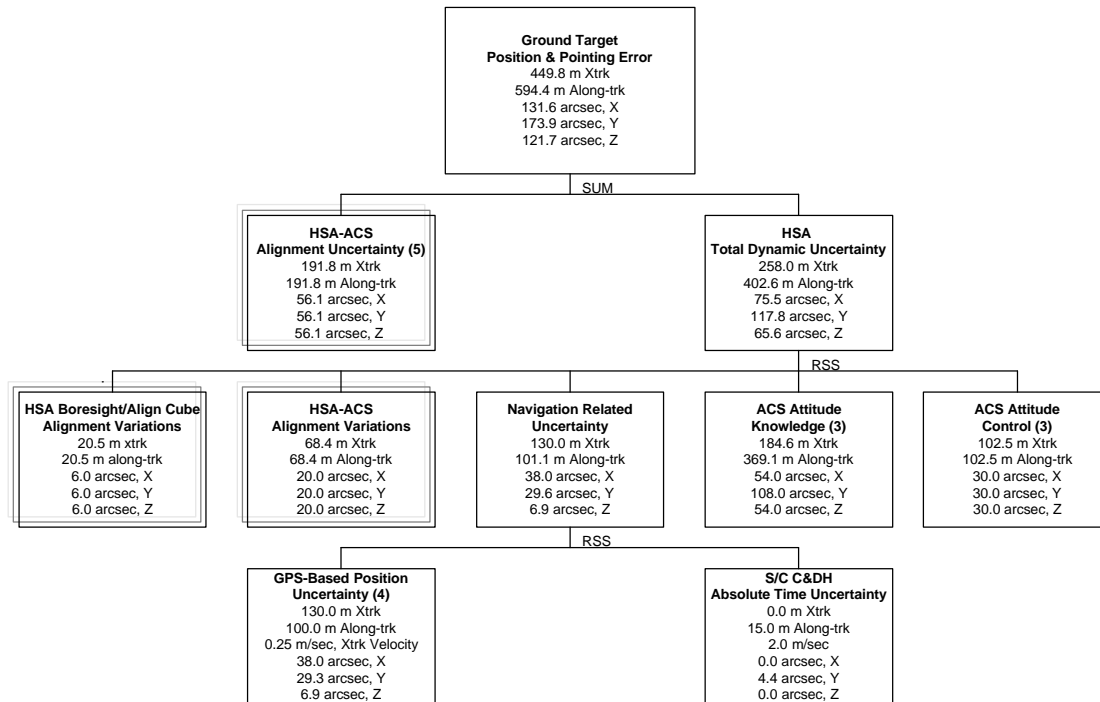 Ground Target
Position & Pointing Error
449.8 m Xtrk
594.4 m Along-trk
131.6 arcsec, X
173.9 arcsec, Y
121.7 arcsec, Z
SUM
HSA-ACS
Alignment Uncertainty (5)
191.8 m Xtrk
191.8 m Along-trk
56.1 arcsec, X
56.1 arcsec, Y
56.1 arcsec, Z
HSA
Total Dynamic Uncertainty
258.0 m Xtrk
402.6 m Along-trk
75.5 arcsec, X
117.8 arcsec, Y
65.6 arcsec, Z
RSS
HSA Boresight/Align Cube
Alignment Variations
20.5 m xtrk
20.5 m along-trk
6.0 arcsec, X
6.0 arcsec, Y
6.0 arcsec, Z
HSA-ACS
Alignment Variations
68.4 m Xtrk
68.4 m Along-trk
20.0 arcsec, X
20.0 arcsec, Y
20.0 arcsec, Z
Navigation Related
Uncertainty
130.0 m Xtrk
101.1 m Along-trk
38.0 arcsec, X
29.6 arcsec, Y
6.9 arcsec, Z
ACS Attitude
Knowledge (3)
184.6 m Xtrk
369.1 m Along-trk
54.0 arcsec, X
108.0 arcsec, Y
54.0 arcsec, Z
ACS Attitude
Control (3)
102.5 m Xtrk
102.5 m Along-trk
30.0 arcsec, X
30.0 arcsec, Y
30.0 arcsec, Z
RSS
GPS-Based Position
Uncertainty (4)
130.0 m Xtrk
100.0 m Along-trk
0.25 m/sec, Xtrk Velocity
38.0 arcsec, X
29.3 arcsec, Y
6.9 arcsec, Z
S/C C&DH
Absolute Time Uncertainty
0.0 m Xtrk
15.0 m Along-trk
2.0 m/sec
0.0 arcsec, X
4.4 arcsec, Y
0.0 arcsec, Z